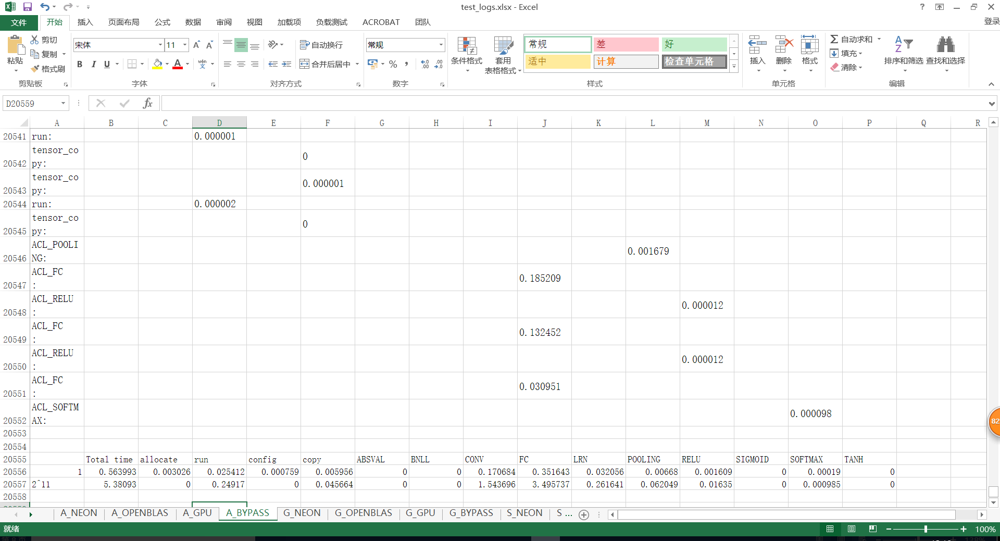 test_logs.xlsx - Excel
文件 开始 插入 页面布局 公式 数据 审阅 视图 加载项 负载测试 ACROBAT 团队 登录
粘贴 剪切 复制 格式刷 剪贴板
宋体 11 B I U A wén 文 字体
自动换行 合并后居中 对齐方式
常规 % 数字
条件格式 套用 表格格式 常规 差 好 适中 计算 检查单元格 样式
插入 删除 格式 单元格
自动求和 填充 清除 排序和筛选 查找和选择 编辑
D20559 fx
A B C D E F G H I J K L M N O P Q R
20541 run: 0.000001
tensor_co
20542 py: 0
tensor_co
20543 py: 0.000001
20544 run: 0.000002
tensor_co
20545 py: 0
ACL_POOLI
20546 NG: 0.001679
ACL_FC
20547 : 0.185209
ACL_RELU
20548 : 0.000012
ACL_FC
20549 : 0.132452
ACL_RELU
20550 : 0.000012
ACL_FC
20551 : 0.030951
ACL_SOFTM
20552 AX: 0.000098
20553
20554
20555 Total time allocate run config copy ABSVAL BNLL CONV FC LRN POOLING RELU SIGMOID SOFTMAX TANH
20556 1 0.563993 0.003026 0.025412 0.000759 0.005956 0 0 0.170684 0.351643 0.032056 0.00668 0.001609 0 0.00019 0
20557 2^11 5.38093 0 0.24917 0 0.045664 0 0 1.543696 3.495737 0.261641 0.062049 0.01635 0 0.000985 0
20558
A_NEON A_OPENBLAS A_GPU A_BYPASS G_NEON G_OPENBLAS G_GPU G_BYPASS S_NEON S ...
就绪 100%
82